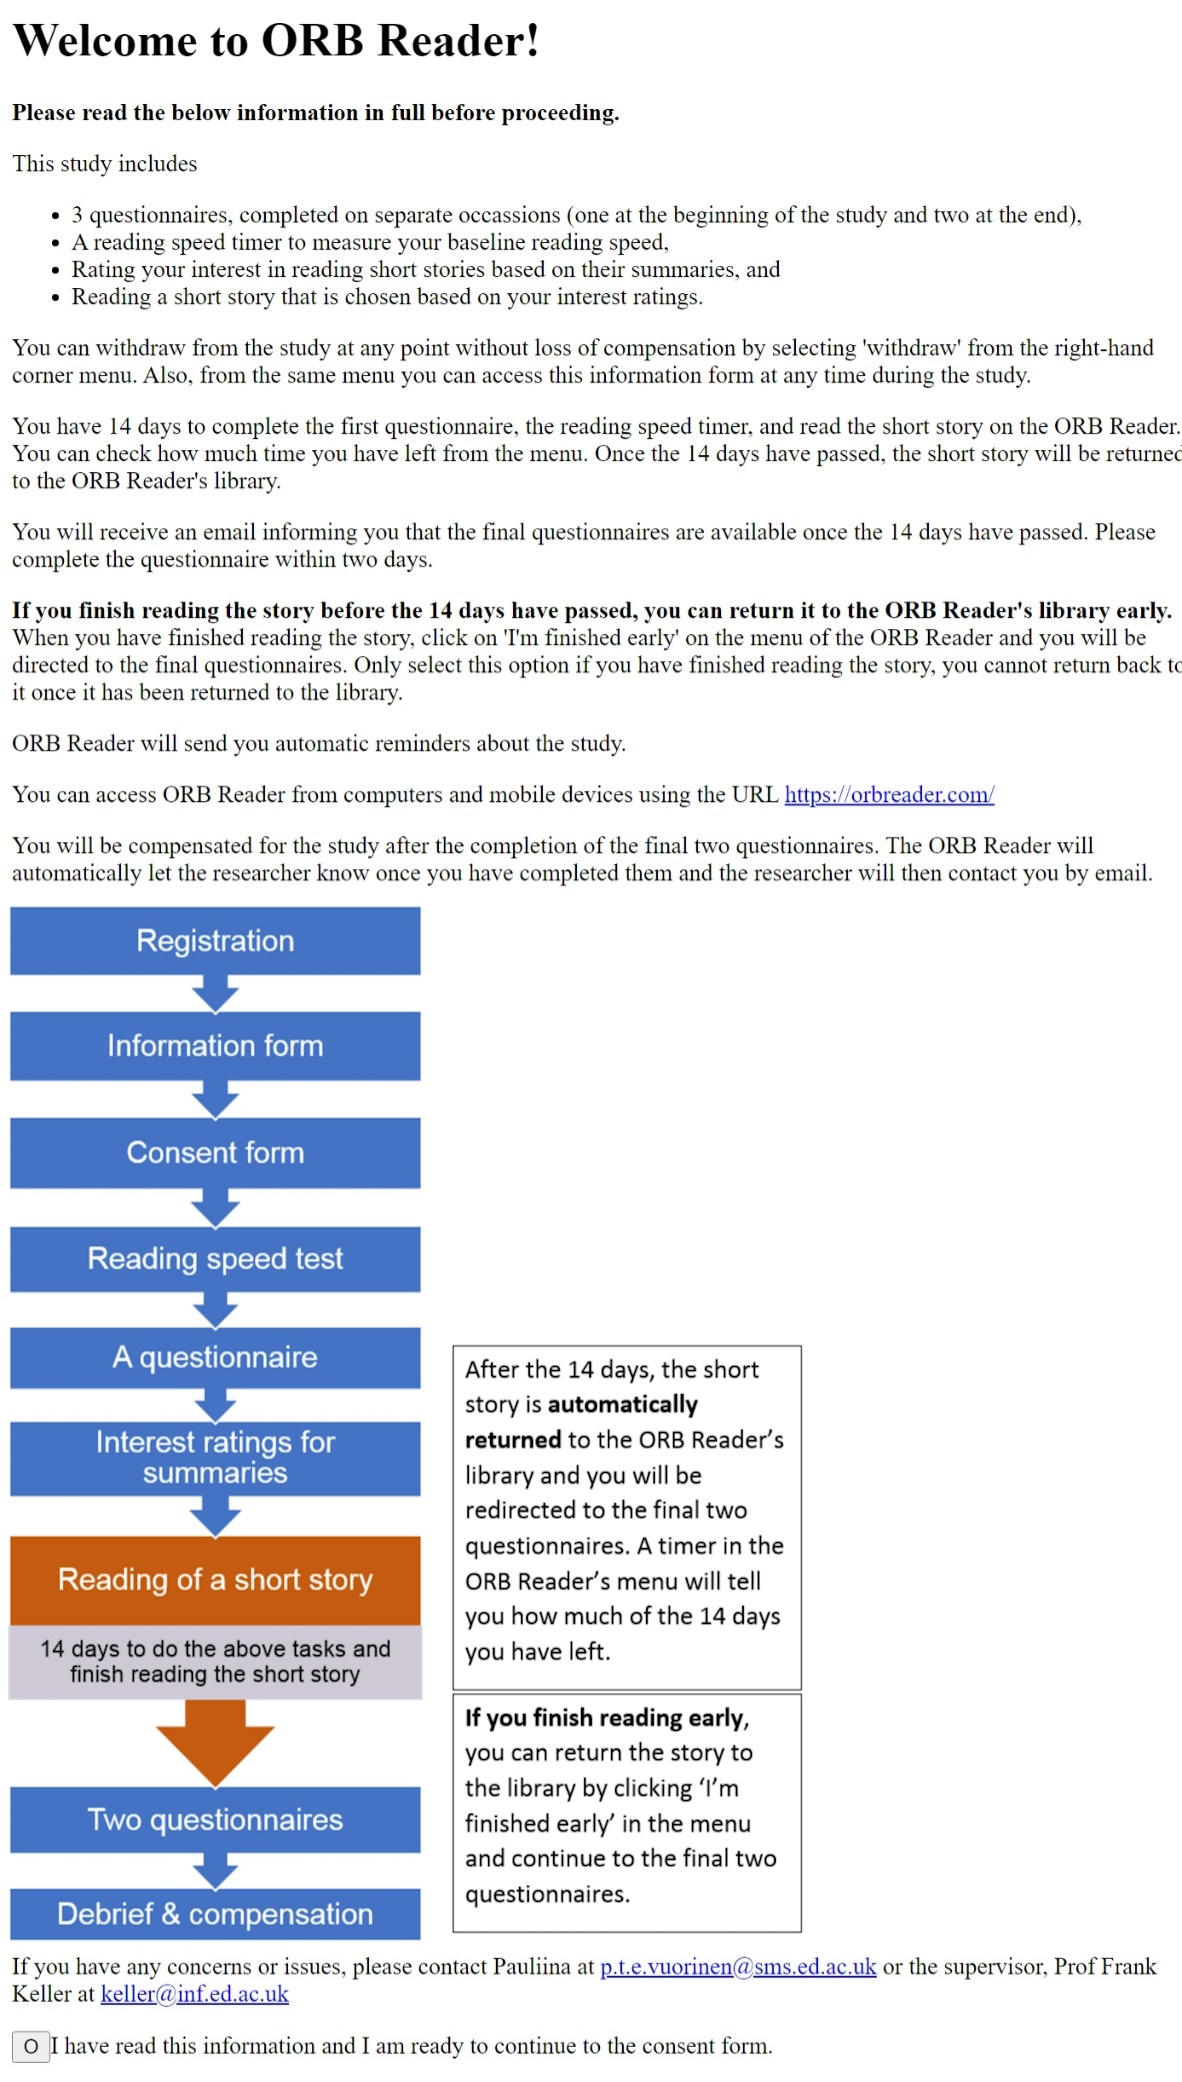 Welcome to ORB Reader!
Please read the below information in full before proceeding.
This study includes
• 3 questionnaires, completed on separate occassions (one at the beginning of the study and two at the end),
• A reading speed timer to measure your baseline reading speed,
• Rating your interest in reading short stories based on their summaries, and
• Reading a short story that is chosen based on your interest ratings.
You can withdraw from the study at any point without loss of compensation by selecting 'withdraw' from the right-hand
corner menu. Also, from the same menu you can access this information form at any time during the study.
You have 14 days to complete the first questionnaire, the reading speed timer, and read the short story on the ORB Reader.
You can check how much time you have left from the menu. Once the 14 days have passed, the short story will be returned
to the ORB Reader's library.
You will receive an email informing you that the final questionnaires are available once the 14 days have passed. Please
complete the questionnaire within two days.
If you finish reading the story before the 14 days have passed, you can return it to the ORB Reader's library early.
When you have finished reading the story, click on 'I'm finished early' on the menu of the ORB Reader and you will be
directed to the final questionnaires. Only select this option if you have finished reading the story, you cannot return back to
it once it has been returned to the library.
ORB Reader will send you automatic reminders about the study.
You can access ORB Reader from computers and mobile devices using the URL https://orbreader.com/
You will be compensated for the study after the completion of the final two questionnaires. The ORB Reader will
automatically let the researcher know once you have completed them and the researcher will then contact you by email.
Registration
Information form
Consent form
Reading speed test
A questionnaire
Interest ratings for
summaries
Reading of a short story
14 days to do the above tasks and
finish reading the short story
Two questionnaires
Debrief & compensation
After the 14 days, the short
story is automatically
returned to the ORB Reader’s
library and you will be
redirected to the final two
questionnaires. A timer in the
ORB Reader’s menu will tell
you how much of the 14 days
you have left.
If you finish reading early,
you can return the story to
the library by clicking ‘I’m
finished early’ in the menu
and continue to the final two
questionnaires.
If you have any concerns or issues, please contact Pauliina at p.t.e.vuorinen@sms.ed.ac.uk or the supervisor, Prof Frank
Keller at keller@inf.ed.ac.uk
O I have read this information and I am ready to continue to the consent form.